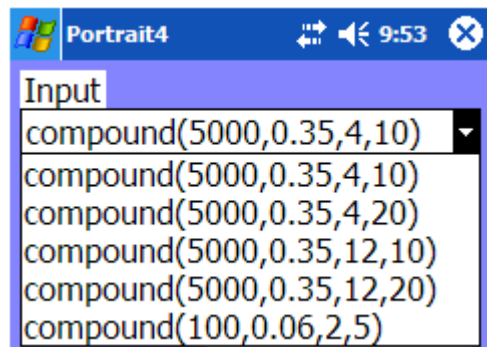 Portrait4 9:53
Input
compound(5000,0.35,4,10)
compound(5000,0.35,4,10)
compound(5000,0.35,4,20)
compound(5000,0.35,12,10)
compound(5000,0.35,12,20)
compound(100,0.06,2,5)